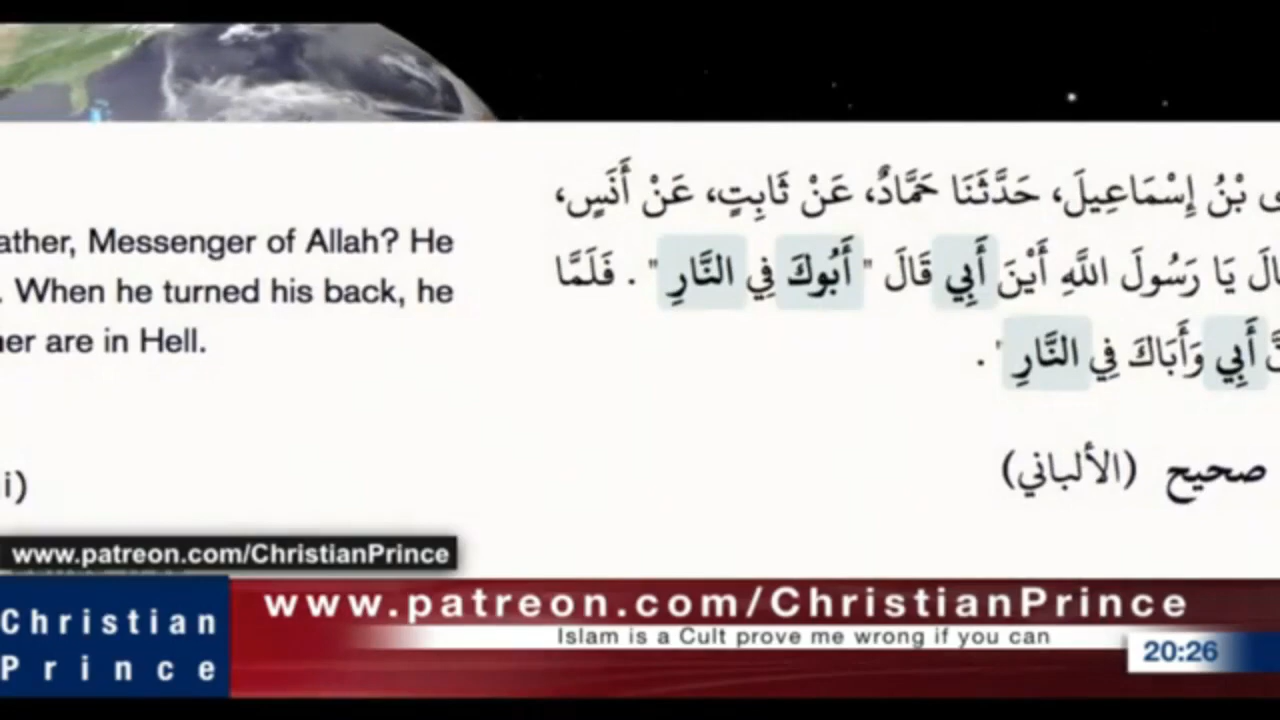 ather, Messenger of Allah? He
. When he turned his back, he
her are in Hell.
i)
بْنُ إِسْمَاعِيلَ، حَدَّثَنَا حَمَّادٌ، عَنْ ثَابِتٍ، عَنْ أَنَسٍ،
يَا رَسُولَ اللَّهِ أَيْنَ أَبِي قَالَ " أَبُوكَ فِي النَّارِ " . فَلَمَّا
أَبِي وَأَبَاكَ فِي النَّارِ " .
صحيح (الألباني)
www.patreon.com/ChristianPrince
Christian
Prince
www.patreon.com/ChristianPrince
Islam is a Cult prove me wrong if you can
20:26